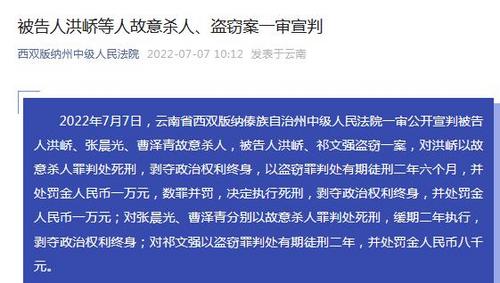 被告人洪峤等人故意杀人、盗窃案一审宣判
西双版纳州中级人民法院 2022-07-07 10:12 发表于云南
2022年7月7日，云南省西双版纳傣族自治州中级人民法院一审公开宣判被告
人洪峤、张晨光、曹泽青故意杀人，被告人洪峤、祁文强盗窃一案，对洪峤以故
意杀人罪判处死刑，剥夺政治权利终身，以盗窃罪判处有期徒刑二年六个月，并
处罚金人民币一万元，数罪并罚，决定执行死刑，剥夺政治权利终身，并处罚金
人民币一万元；对张晨光、曹泽青分别以故意杀人罪判处死刑，缓期二年执行，
剥夺政治权利终身；对祁文强以盗窃罪判处有期徒刑二年，并处罚金人民币八千
元。